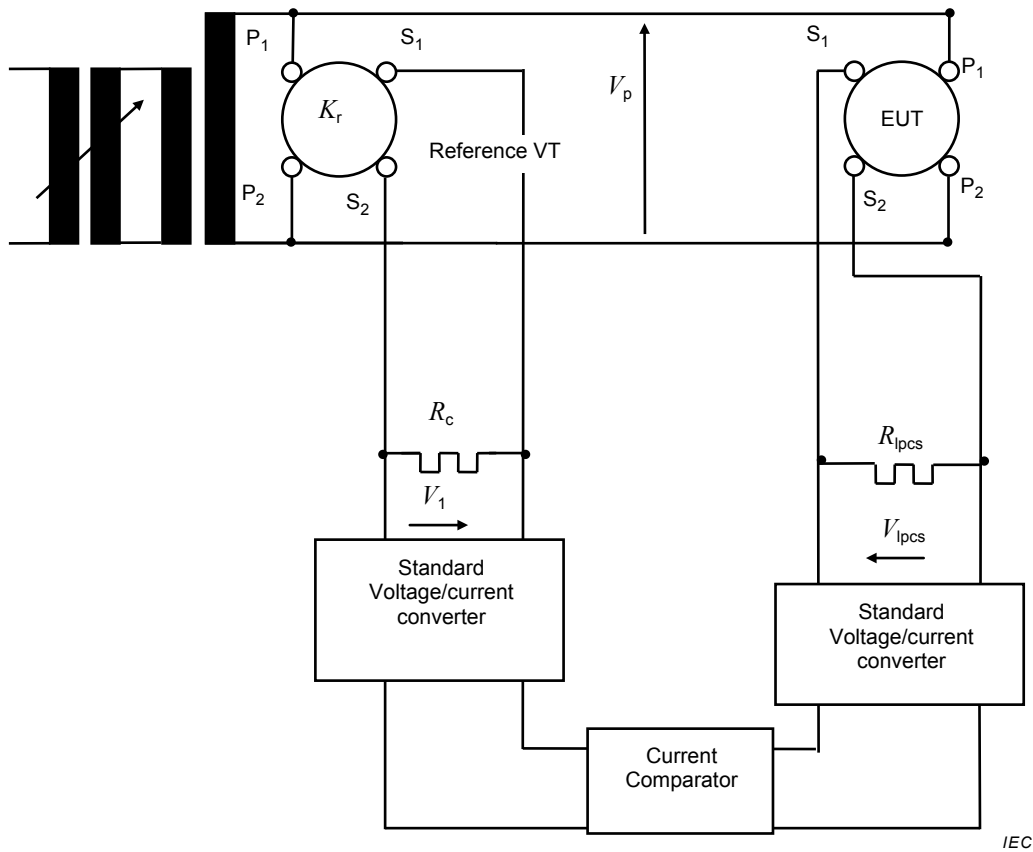 P1
S1
Kr
Reference VT
P2
S2
Vp
S1
P1
EUT
S2
P2
Rc
V1
Standard
Voltage/current
converter
Rlpcs
Vlpcs
Standard
Voltage/current
converter
Current
Comparator
IEC